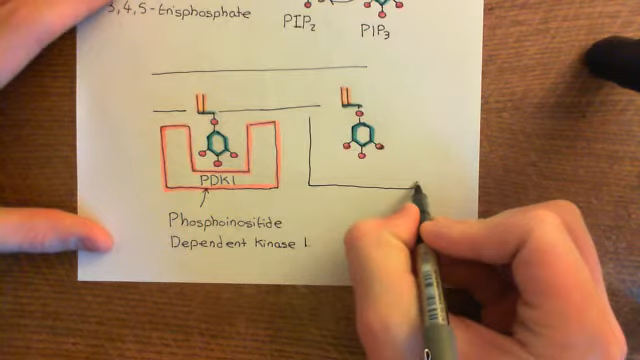 3,4,5-trisphosphate
PIP2
PIP3
PDK1
Phosphoinositide
Dependent Kinase 1